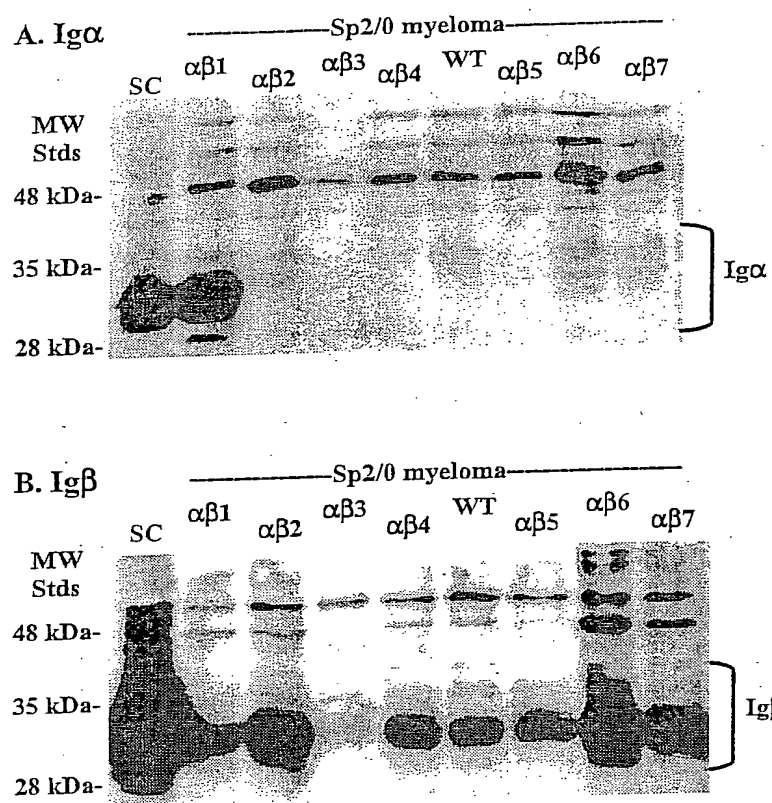 A. Igα
Sp2/0 myeloma
SC αβ1 αβ2 αβ3 αβ4 WT αβ5 αβ6 αβ7
MW
Stds
48 kDa-
35 kDa-
28 kDa-
Igα
B. Igβ
Sp2/0 myeloma
SC αβ1 αβ2 αβ3 αβ4 WT αβ5 αβ6 αβ7
MW
Stds
48 kDa-
35 kDa-
28 kDa-
Igβ